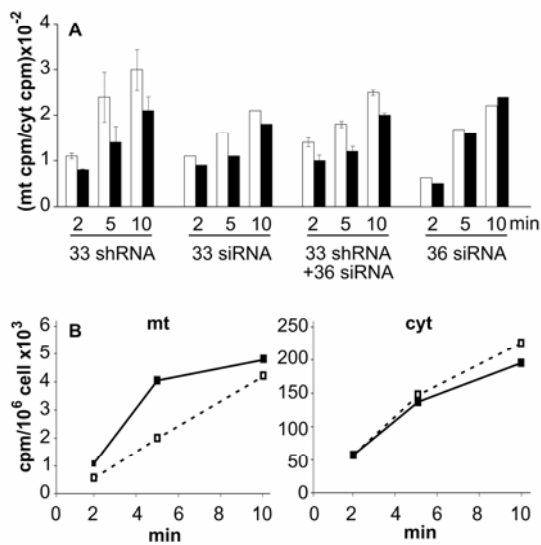 A
(mt cpm/cyt cpm)x10-2
4
3
2
1
0
2 5 10 2 5 10 2 5 10 2 5 10 min
33 shRNA 33 siRNA 33 shRNA 36 siRNA
+36 siRNA
B mt cyt
cpm/10⁶ cell x10³
6
5
4
3
2
1
0
0 2 4 6 8 10
min
250
200
150
100
50
0
0 2 4 6 8 10
min